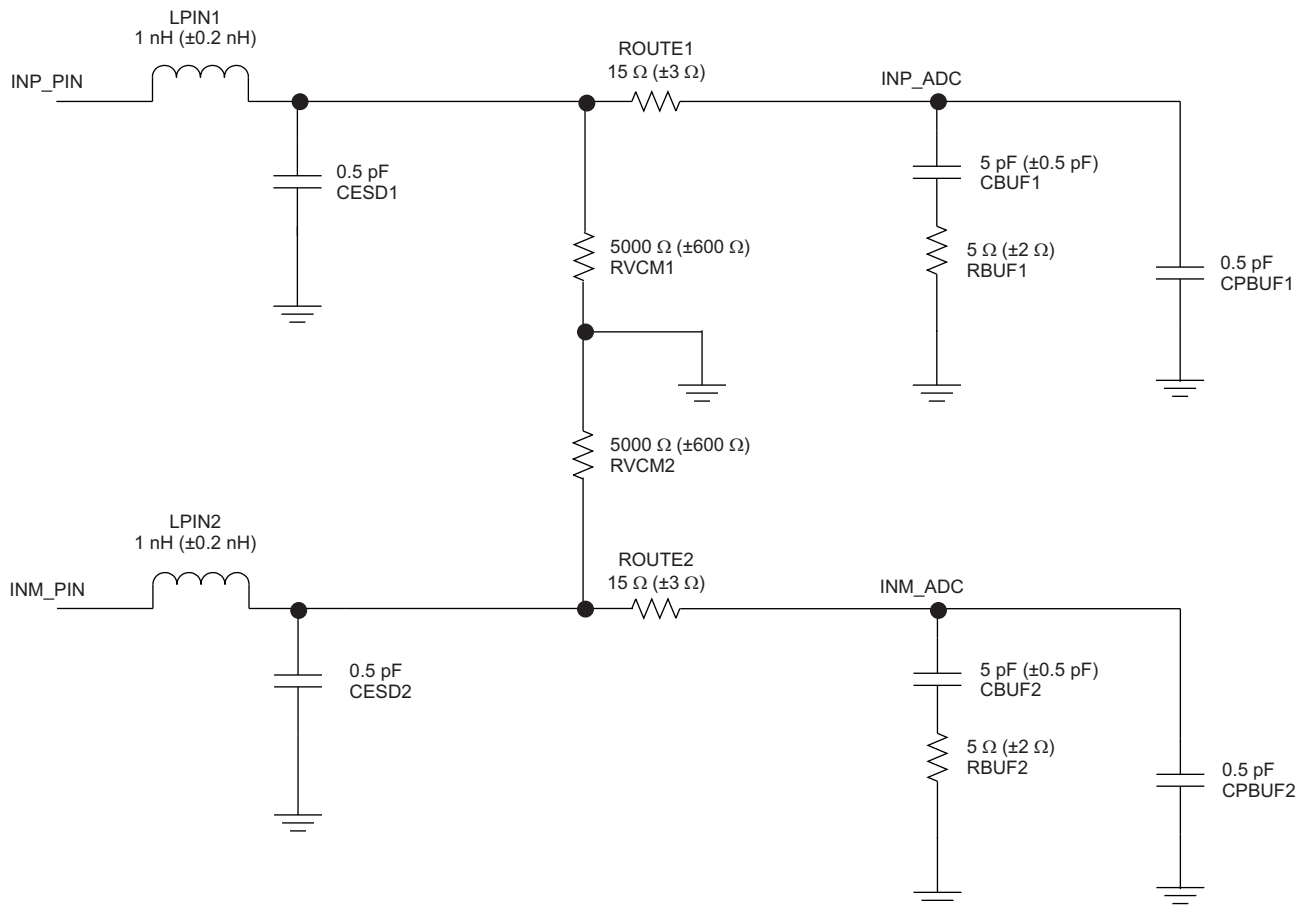 LPIN1
1 nH (±0.2 nH)
INP_PIN
ROUTE1
15 Ω (±3 Ω)
INP_ADC
0.5 pF
CESD1
5 pF (±0.5 pF)
CBUF1
5000 Ω (±600 Ω)
RVCM1
5 Ω (±2 Ω)
RBUF1
0.5 pF
CPBUF1
5000 Ω (±600 Ω)
RVCM2
LPIN2
1 nH (±0.2 nH)
INM_PIN
ROUTE2
15 Ω (±3 Ω)
INM_ADC
0.5 pF
CESD2
5 pF (±0.5 pF)
CBUF2
5 Ω (±2 Ω)
RBUF2
0.5 pF
CPBUF2